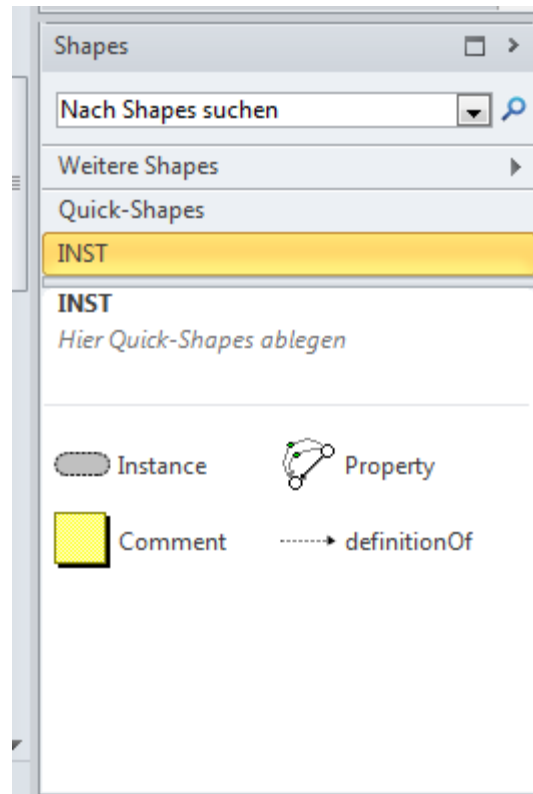 Shapes
Nach Shapes suchen
Weitere Shapes
Quick-Shapes
INST
INST
Hier Quick-Shapes ablegen
Instance Property
Comment definitionOf